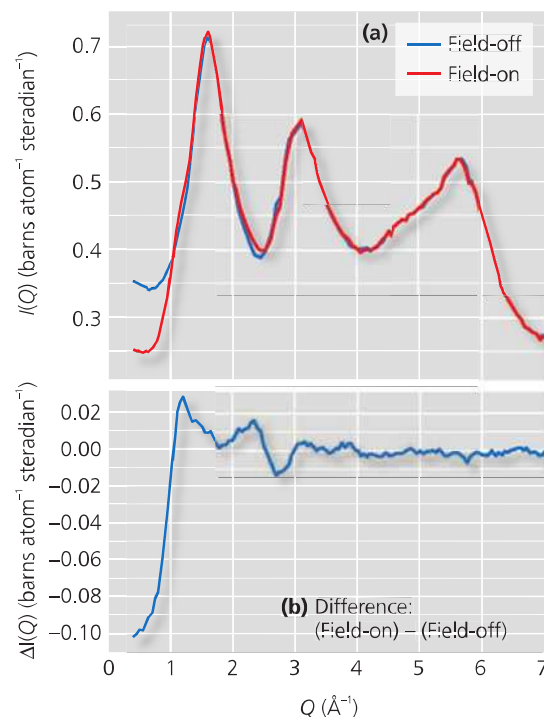 (a)
Field-off
Field-on
I(Q) (barns atom⁻¹ steradian⁻¹)
0.7
0.6
0.5
0.4
0.3
ΔI(Q) (barns atom⁻¹ steradian⁻¹)
0.02
0.00
−0.02
−0.04
−0.06
−0.08
−0.10
(b) Difference:
(Field-on) – (Field-off)
0 1 2 3 4 5 6 7
Q (Å⁻¹)